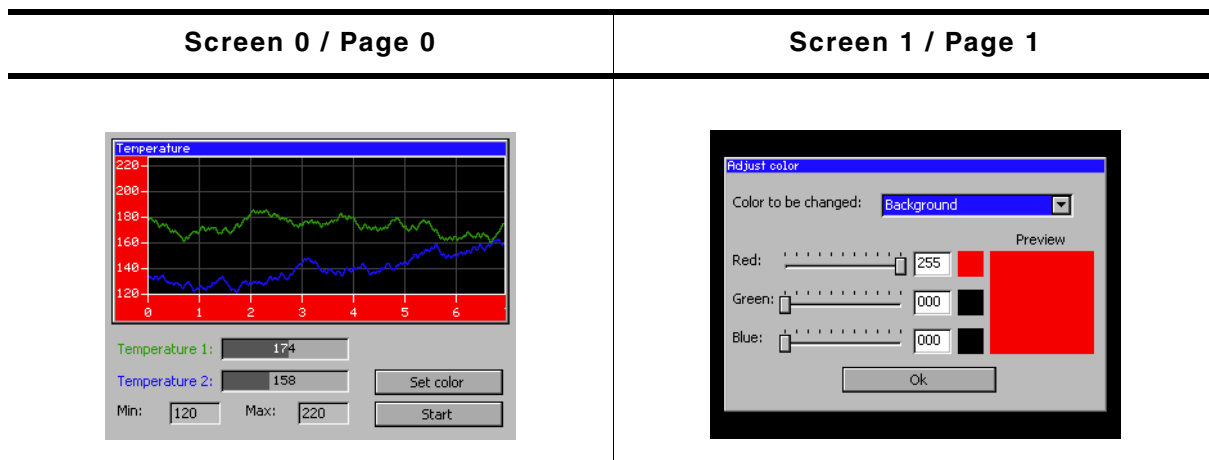 Screen 0 / Page 0
Screen 1 / Page 1
Temperature
220
200
180
160
140
120
0 1 2 3 4 5 6
Temperature 1: 174
Temperature 2: 158
Set color
Min: 120 Max: 220
Start
Adjust color
Color to be changed: Background
Preview
Red: 255
Green: 000
Blue: 000
Ok